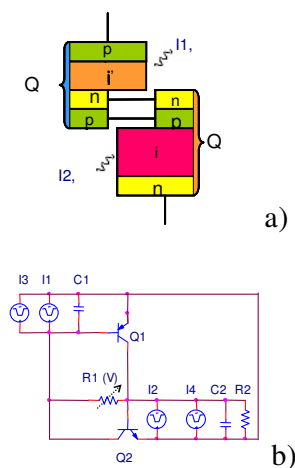 p
I1,
Q
i'
n
n
p
p
I2,
i
Q
n
a)
I3
I1
C1
Q1
R1 (V)
I2
I4
C2
R2
Q2
b)